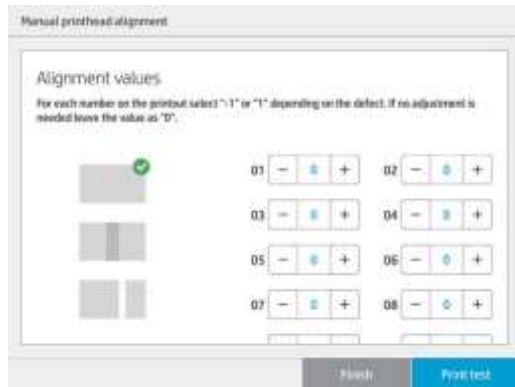 Manual printhead alignment
Alignment values
For each number on the printout select "-1" or "1" depending on the defect. If no adjustment is
needed leave the value as "0".
01 − 0 + 02 − 0 +
03 − 0 + 04 − 0 +
05 − 0 + 06 − 0 +
07 − 0 + 08 − 0 +
Finish Print test